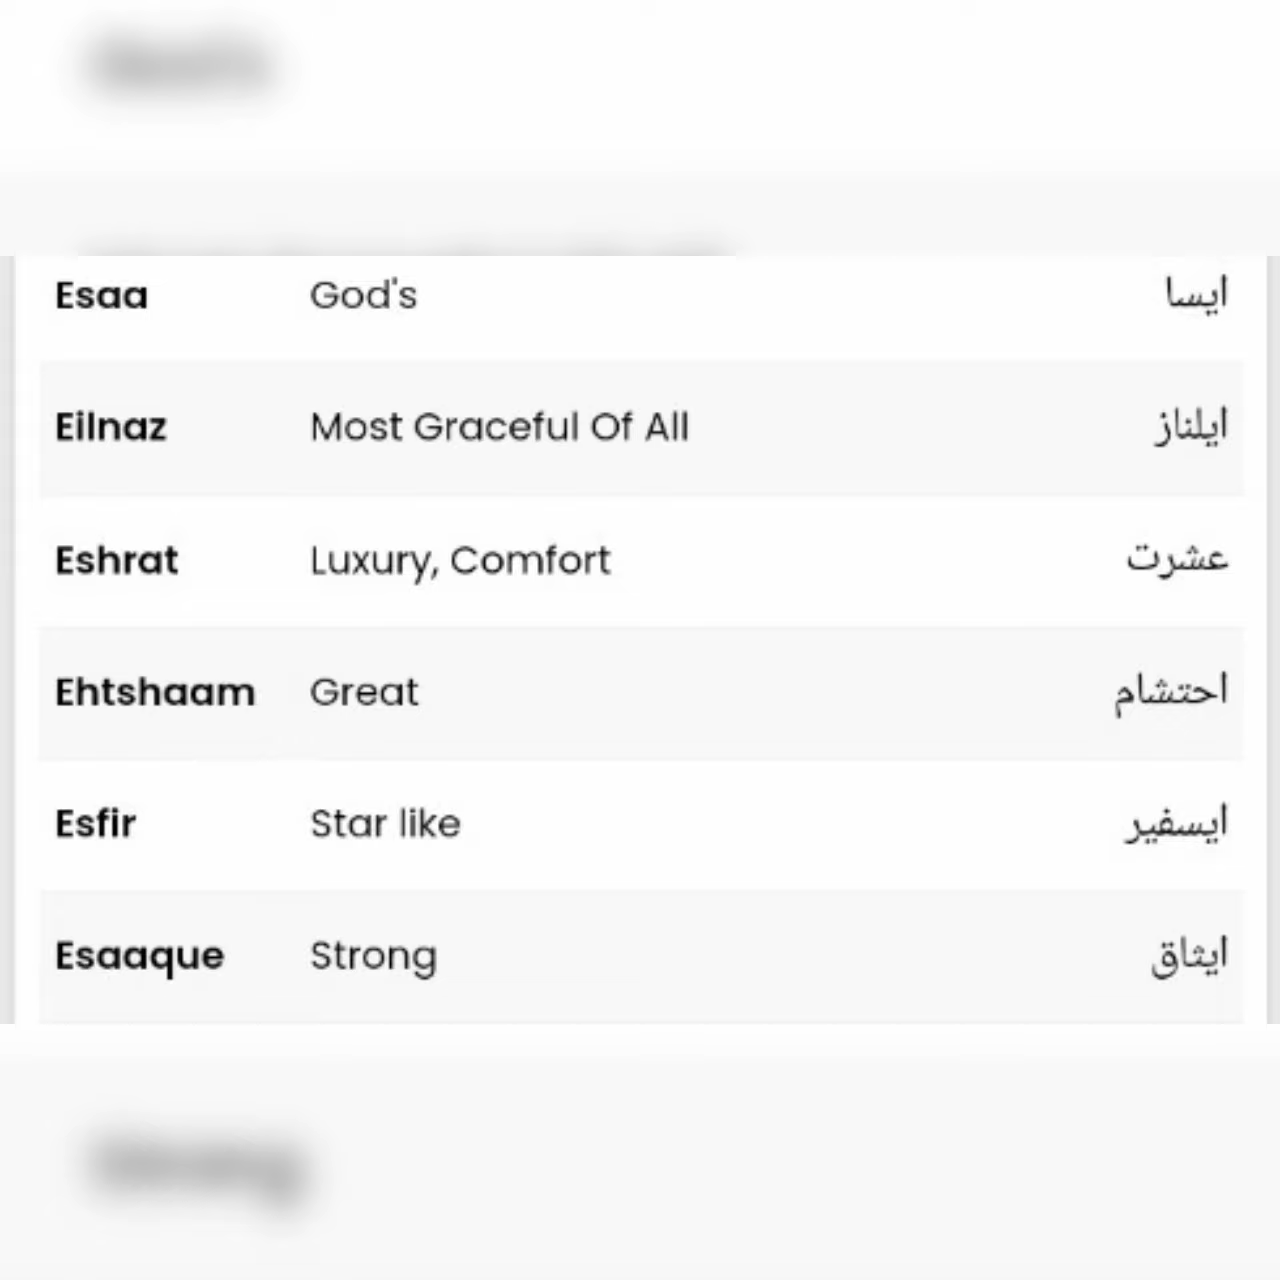 Esaa God's ایسا
Eilnaz Most Graceful Of All ایلناز
Eshrat Luxury, Comfort عشرت
Ehtshaam Great احتشام
Esfir Star like ایسفیر
Esaaque Strong ایثاق